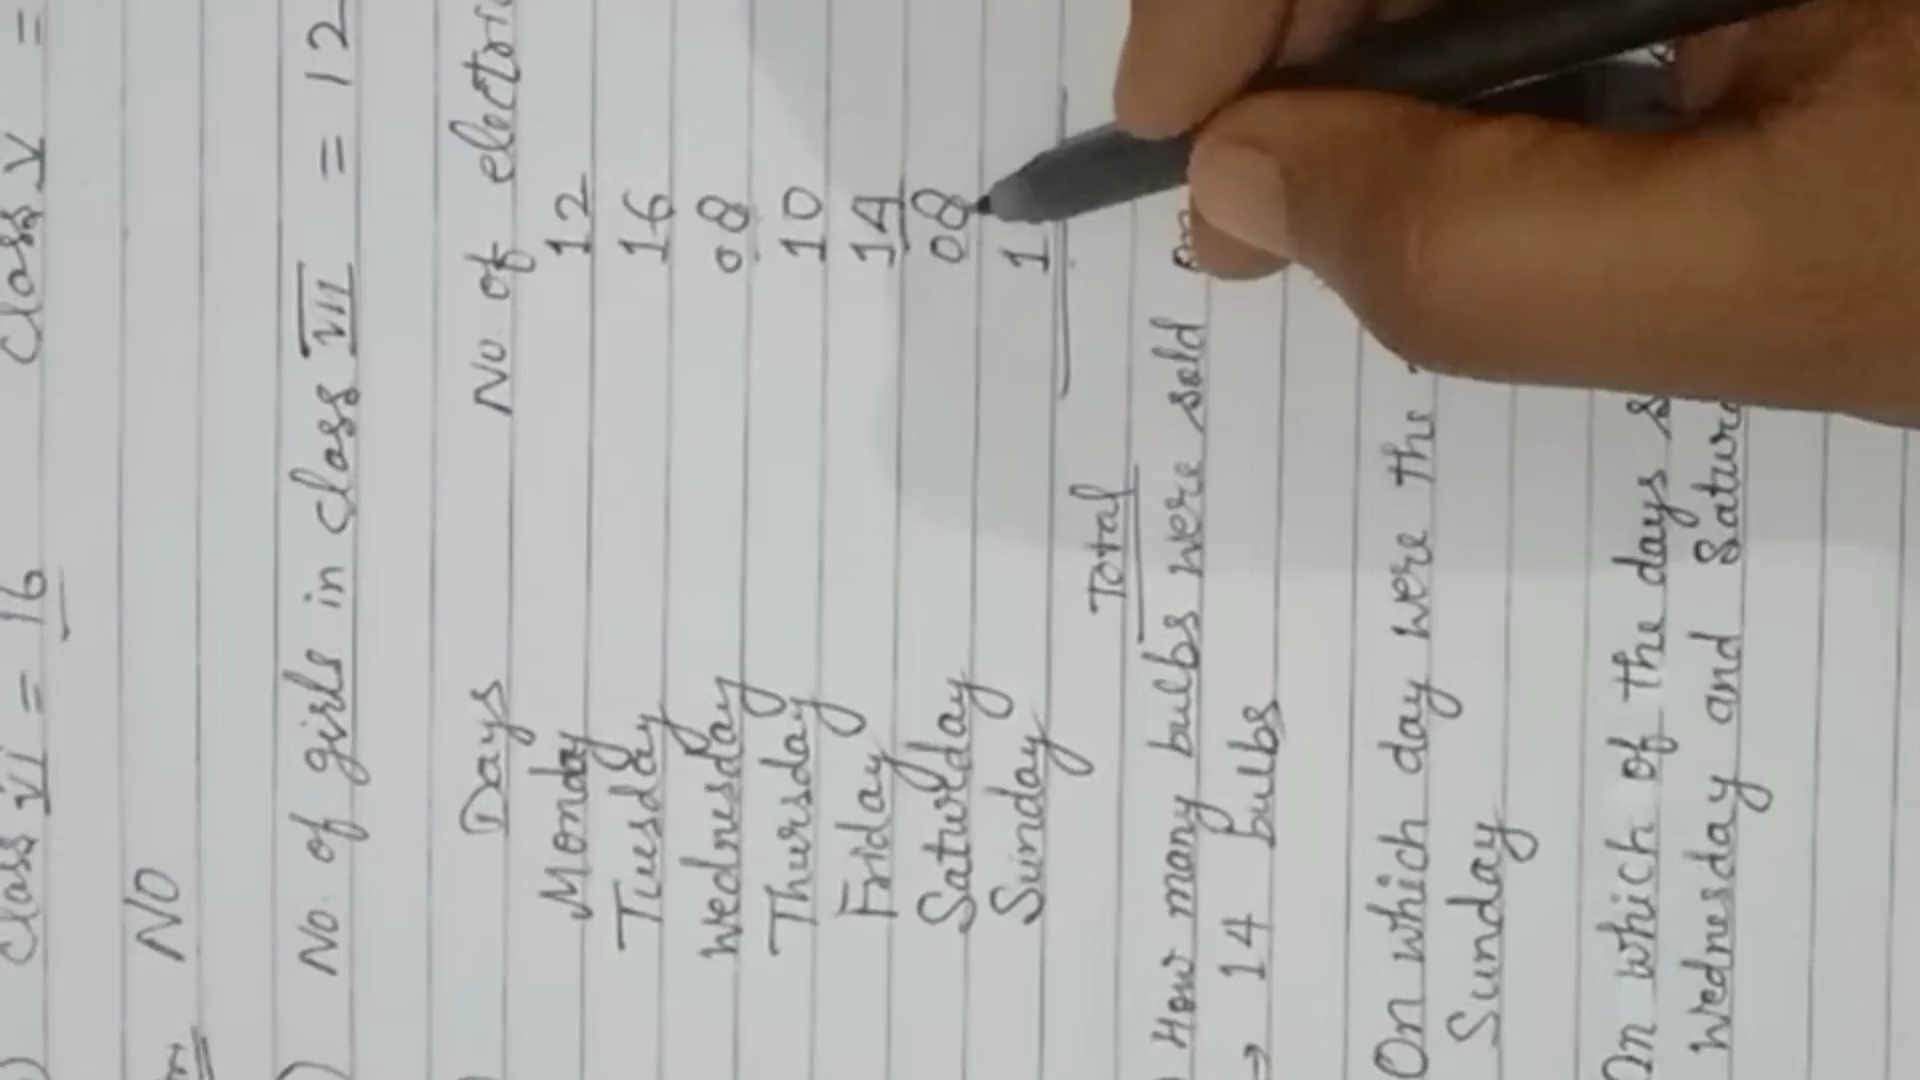 Class VI = 16 Class V =
NO
No. of girls in class VII = 12
Days No. of electric
Monday 12
Tuesday 16
Wednesday 08
Thursday 10
Friday 14
Saturday 08
Sunday 1
Total
How many bulbs were sold
→ 14 bulbs
On which day were the
Sunday
On which of the days
Wednesday and